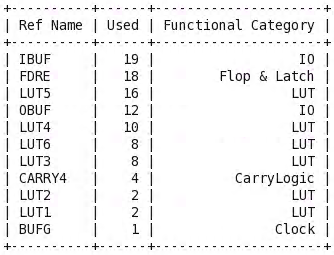 +----------+------+---------------------+
| Ref Name | Used | Functional Category |
+----------+------+---------------------+
| IBUF     |   19 |                  IO |
| FDRE     |   18 |        Flop & Latch |
| LUT5     |   16 |                 LUT |
| OBUF     |   12 |                  IO |
| LUT4     |   10 |                 LUT |
| LUT6     |    8 |                 LUT |
| LUT3     |    8 |                 LUT |
| CARRY4   |    4 |          CarryLogic |
| LUT2     |    2 |                 LUT |
| LUT1     |    2 |                 LUT |
| BUFG     |    1 |               Clock |
+----------+------+---------------------+